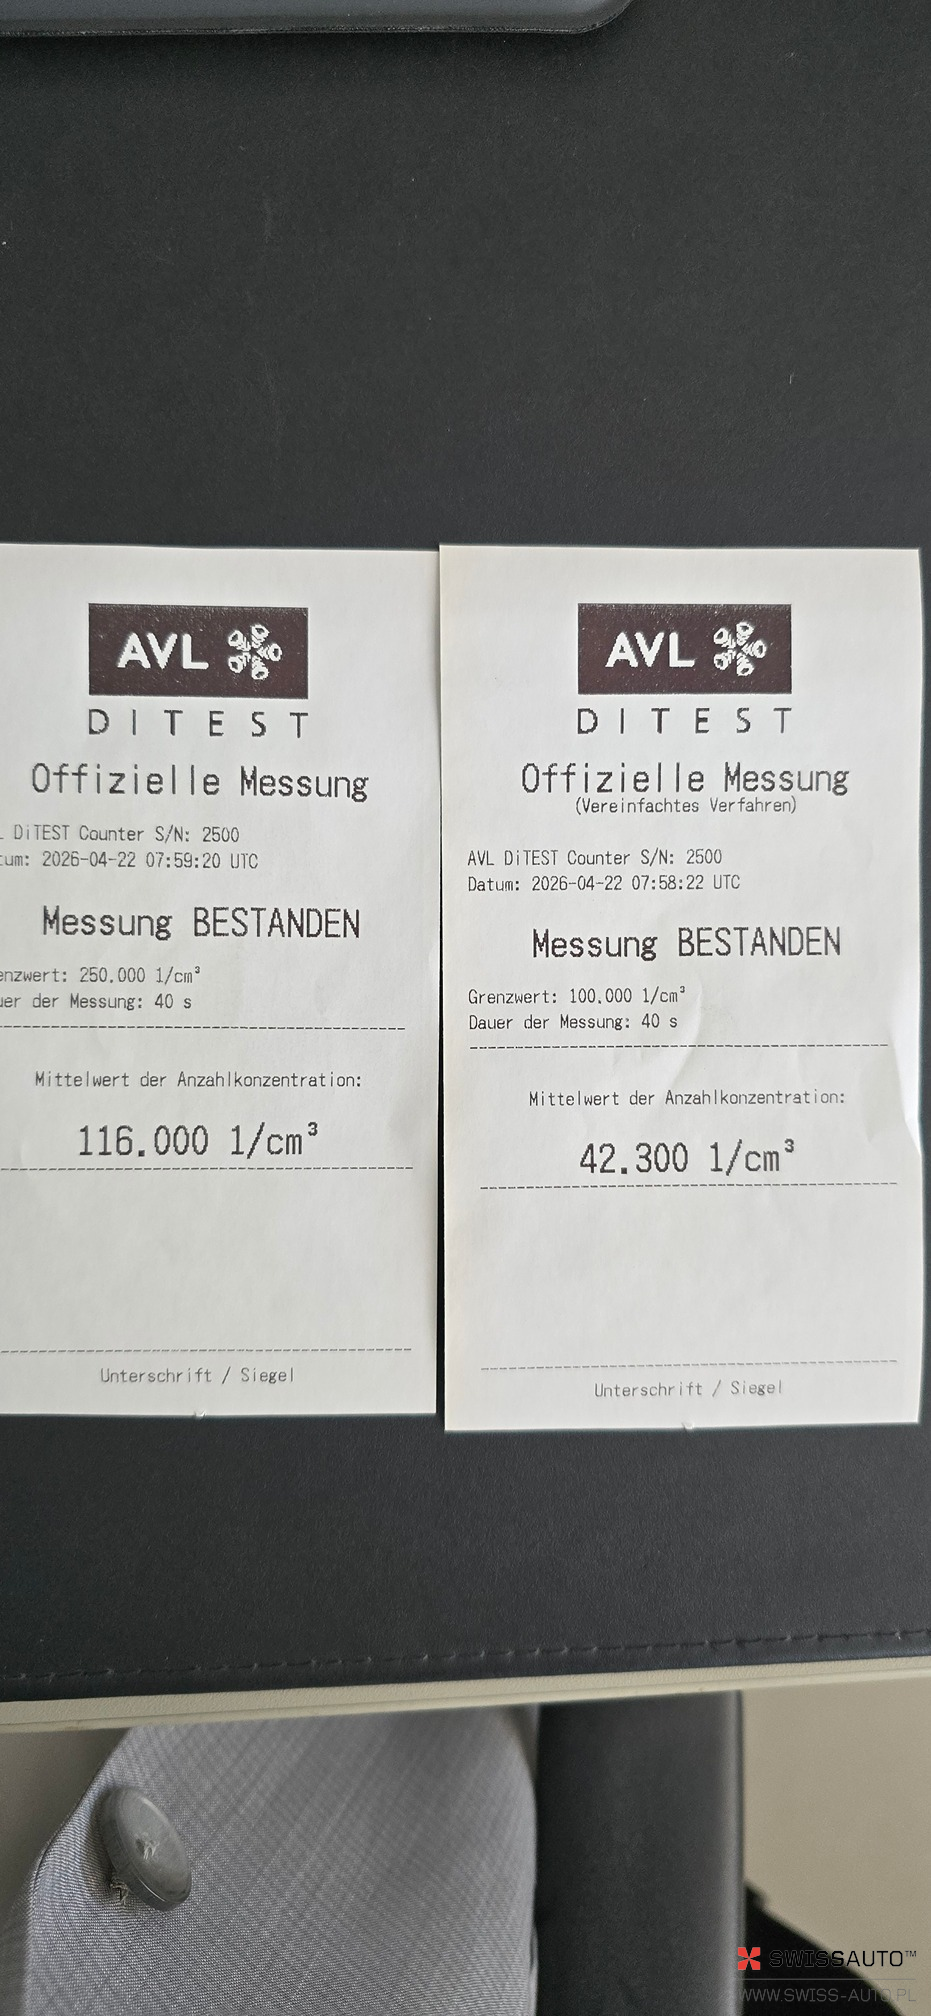 AVL
DITEST
Offizielle Messung
DiTEST Counter S/N: 2500
2026-04-22 07:59:20 UTC
Messung BESTANDEN
250.000 1/cm³
der Messung: 40 s
Mittelwert der Anzahlkonzentration:
116.000 1/cm³
Unterschrift / Siegel
AVL
DITEST
Offizielle Messung
(Vereinfachtes Verfahren)
AVL DiTEST Counter S/N: 2500
Datum: 2026-04-22 07:58:22 UTC
Messung BESTANDEN
Grenzwert: 100.000 1/cm³
Dauer der Messung: 40 s
Mittelwert der Anzahlkonzentration:
42.300 1/cm³
Unterschrift / Siegel
SWISSAUTO™
WWW.SWISS-AUTO.PL